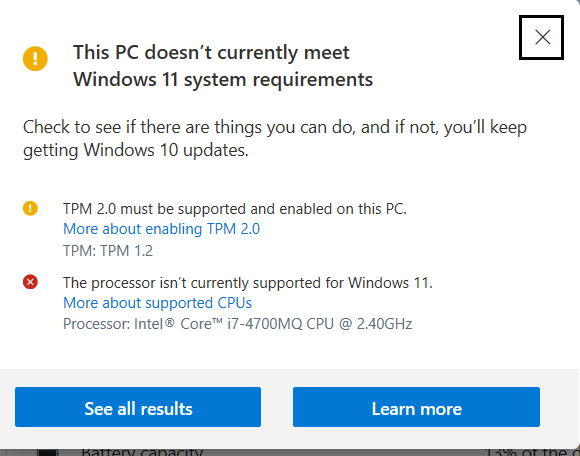 This PC doesn’t currently meet
Windows 11 system requirements
Check to see if there are things you can do, and if not, you’ll keep
getting Windows 10 updates.
TPM 2.0 must be supported and enabled on this PC.
More about enabling TPM 2.0
TPM: TPM 1.2
The processor isn’t currently supported for Windows 11.
More about supported CPUs
Processor: Intel® Core™ i7-4700MQ CPU @ 2.40GHz
See all results
Learn more
Battery capacity
13% of the